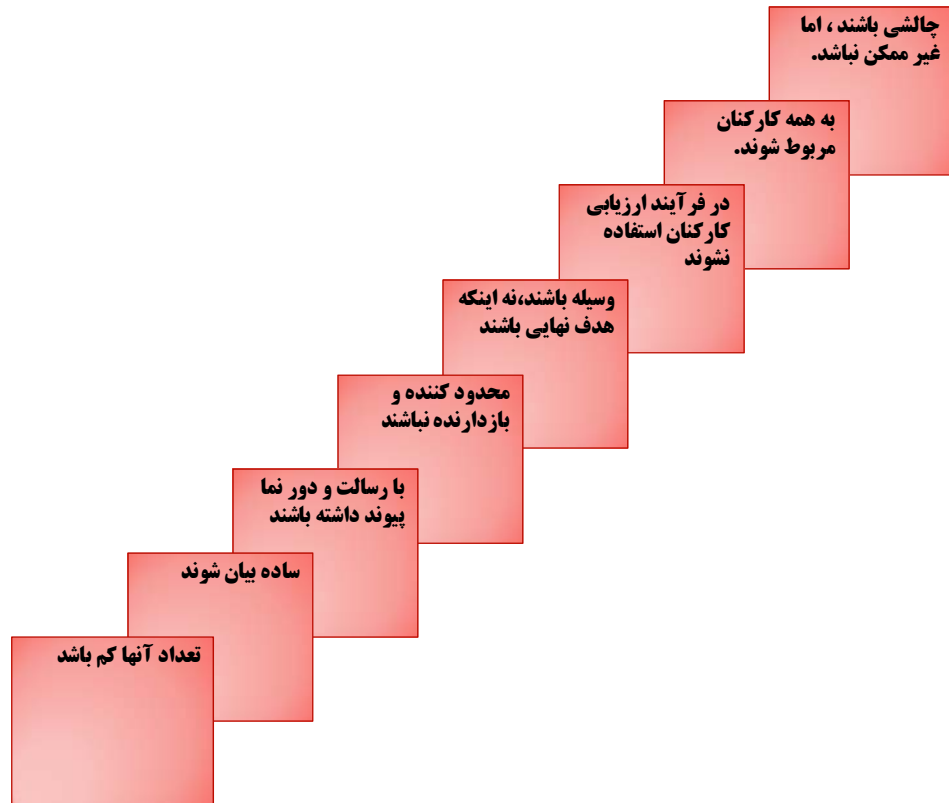 چالشی باشند ، اما
غیر ممکن نباشد.
به همه کارکنان
مربوط شوند.
در فرآیند ارزیابی
کارکنان استفاده
نشوند
وسیله باشند،نه اینکه
هدف نهایی باشند
محدود کننده و
بازدارنده نباشند
با رسالت و دور نما
پیوند داشته باشند
ساده بیان شوند
تعداد آنها کم باشد